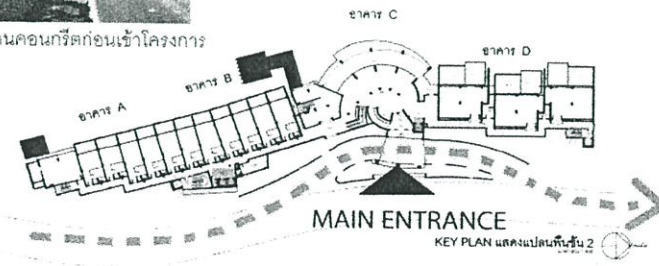 อาคาร C
นคอนกรีตก่อนเข้าโครงการ
อาคาร D
อาคาร B
อาคาร A
MAIN ENTRANCE
KEY PLAN แสดงแปลนพื้นชั้น 2